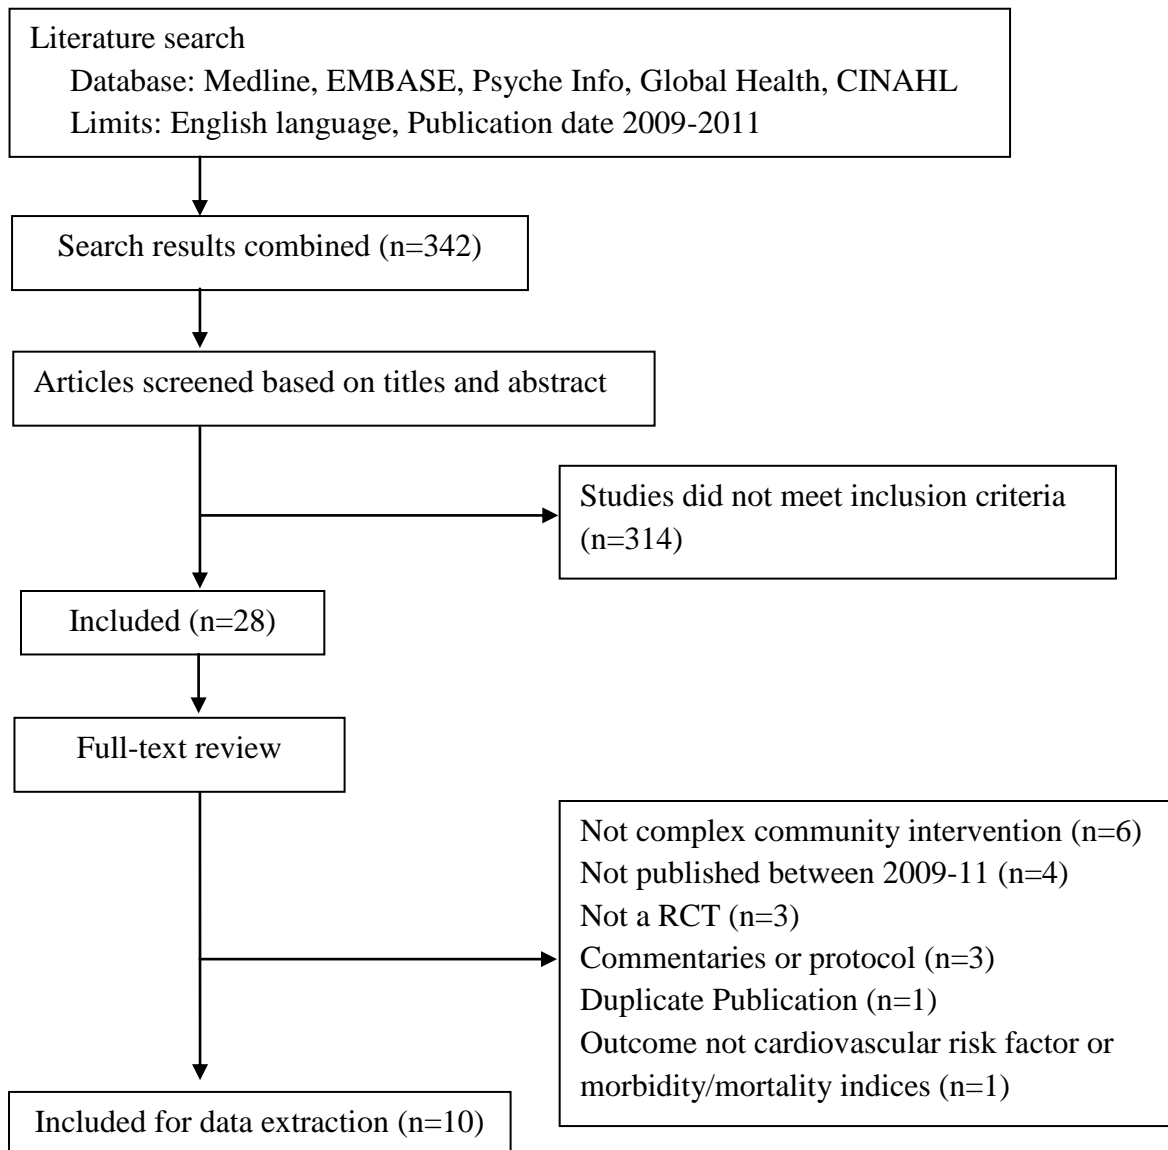 Literature search
Database: Medline, EMBASE, Psyche Info, Global Health, CINAHL
Limits: English language, Publication date 2009-2011
Search results combined (n=342)
Articles screened based on titles and abstract
Studies did not meet inclusion criteria
(n=314)
Included (n=28)
Full-text review
Not complex community intervention (n=6)
Not published between 2009-11 (n=4)
Not a RCT (n=3)
Commentaries or protocol (n=3)
Duplicate Publication (n=1)
Outcome not cardiovascular risk factor or
morbidity/mortality indices (n=1)
Included for data extraction (n=10)